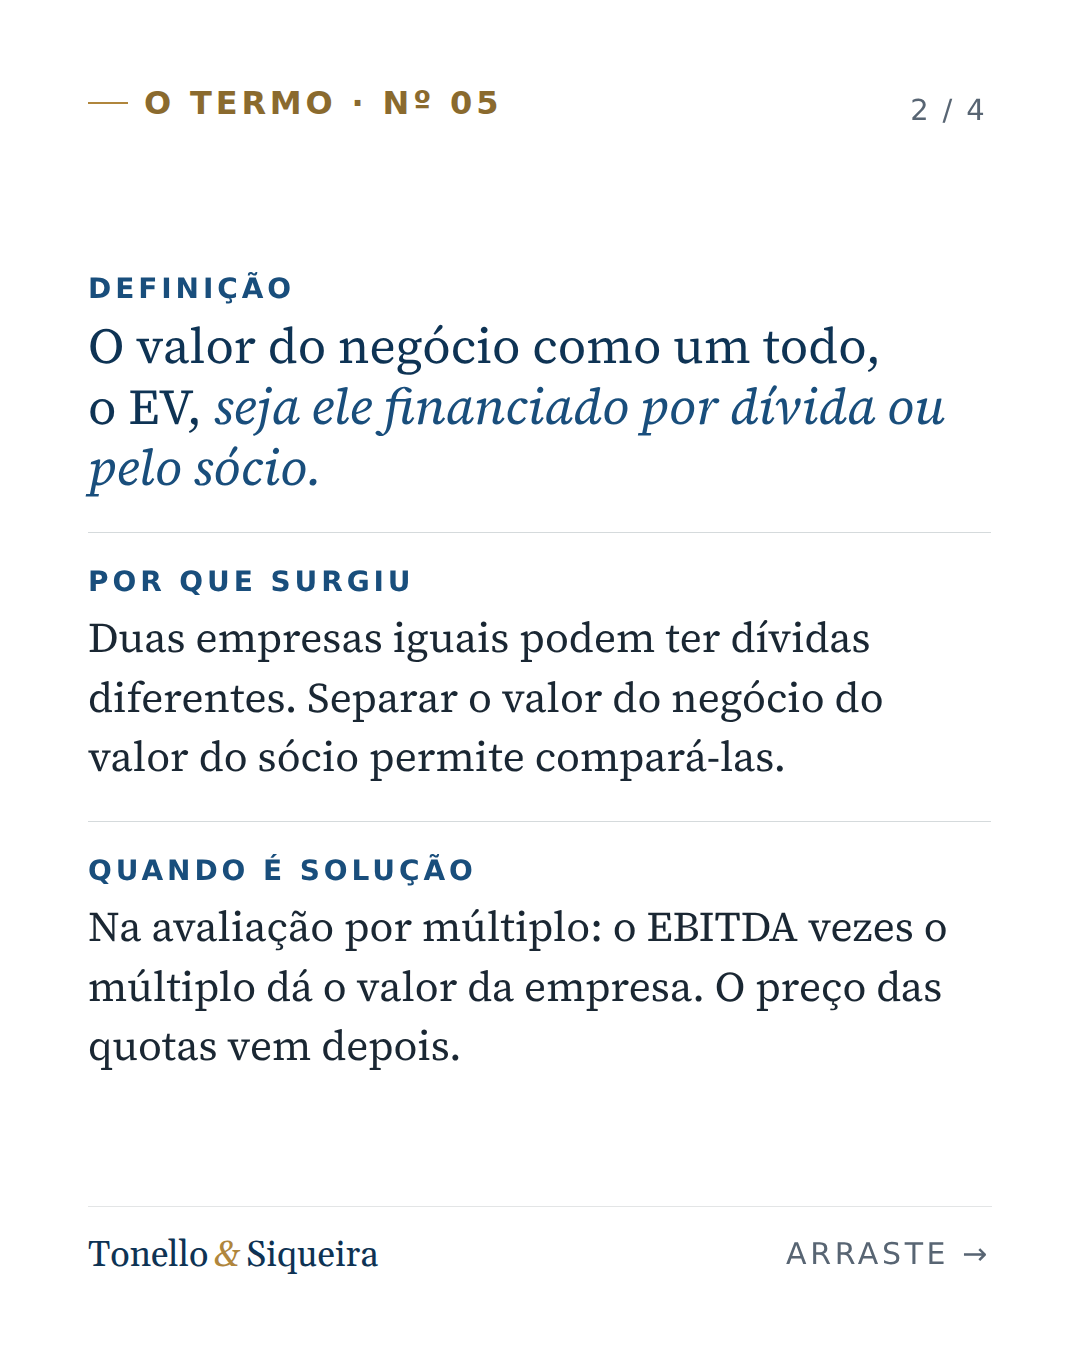 — O TERMO · Nº 05
2 / 4
DEFINIÇÃO
O valor do negócio como um todo,
o EV, seja ele financiado por dívida ou
pelo sócio.
POR QUE SURGIU
Duas empresas iguais podem ter dívidas
diferentes. Separar o valor do negócio do
valor do sócio permite compará-las.
QUANDO É SOLUÇÃO
Na avaliação por múltiplo: o EBITDA vezes o
múltiplo dá o valor da empresa. O preço das
quotas vem depois.
Tonello & Siqueira
ARRASTE →